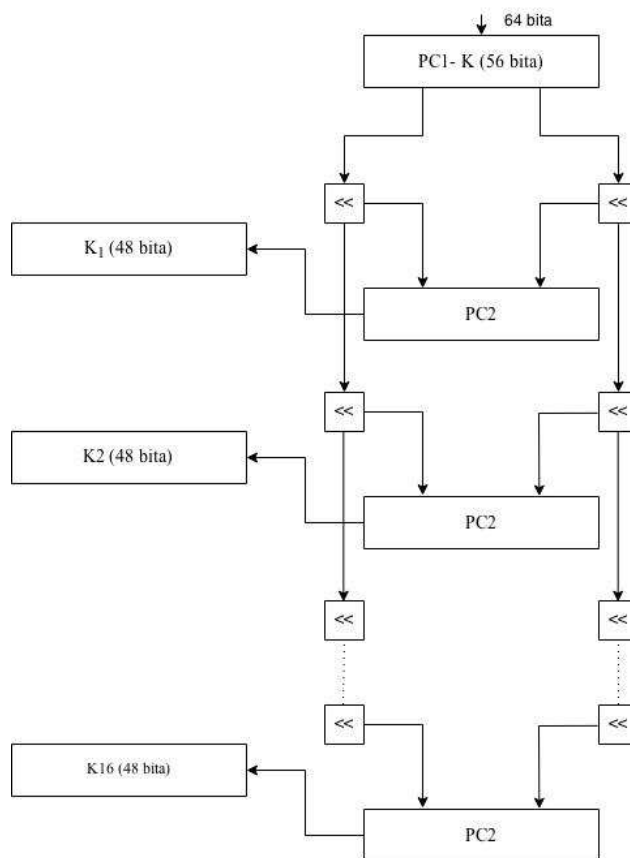 64 bita
PC1- K (56 bita)
<< <<
K₁ (48 bita)
PC2
<< <<
K2 (48 bita)
PC2
<< <<
<< <<
K16 (48 bita)
PC2